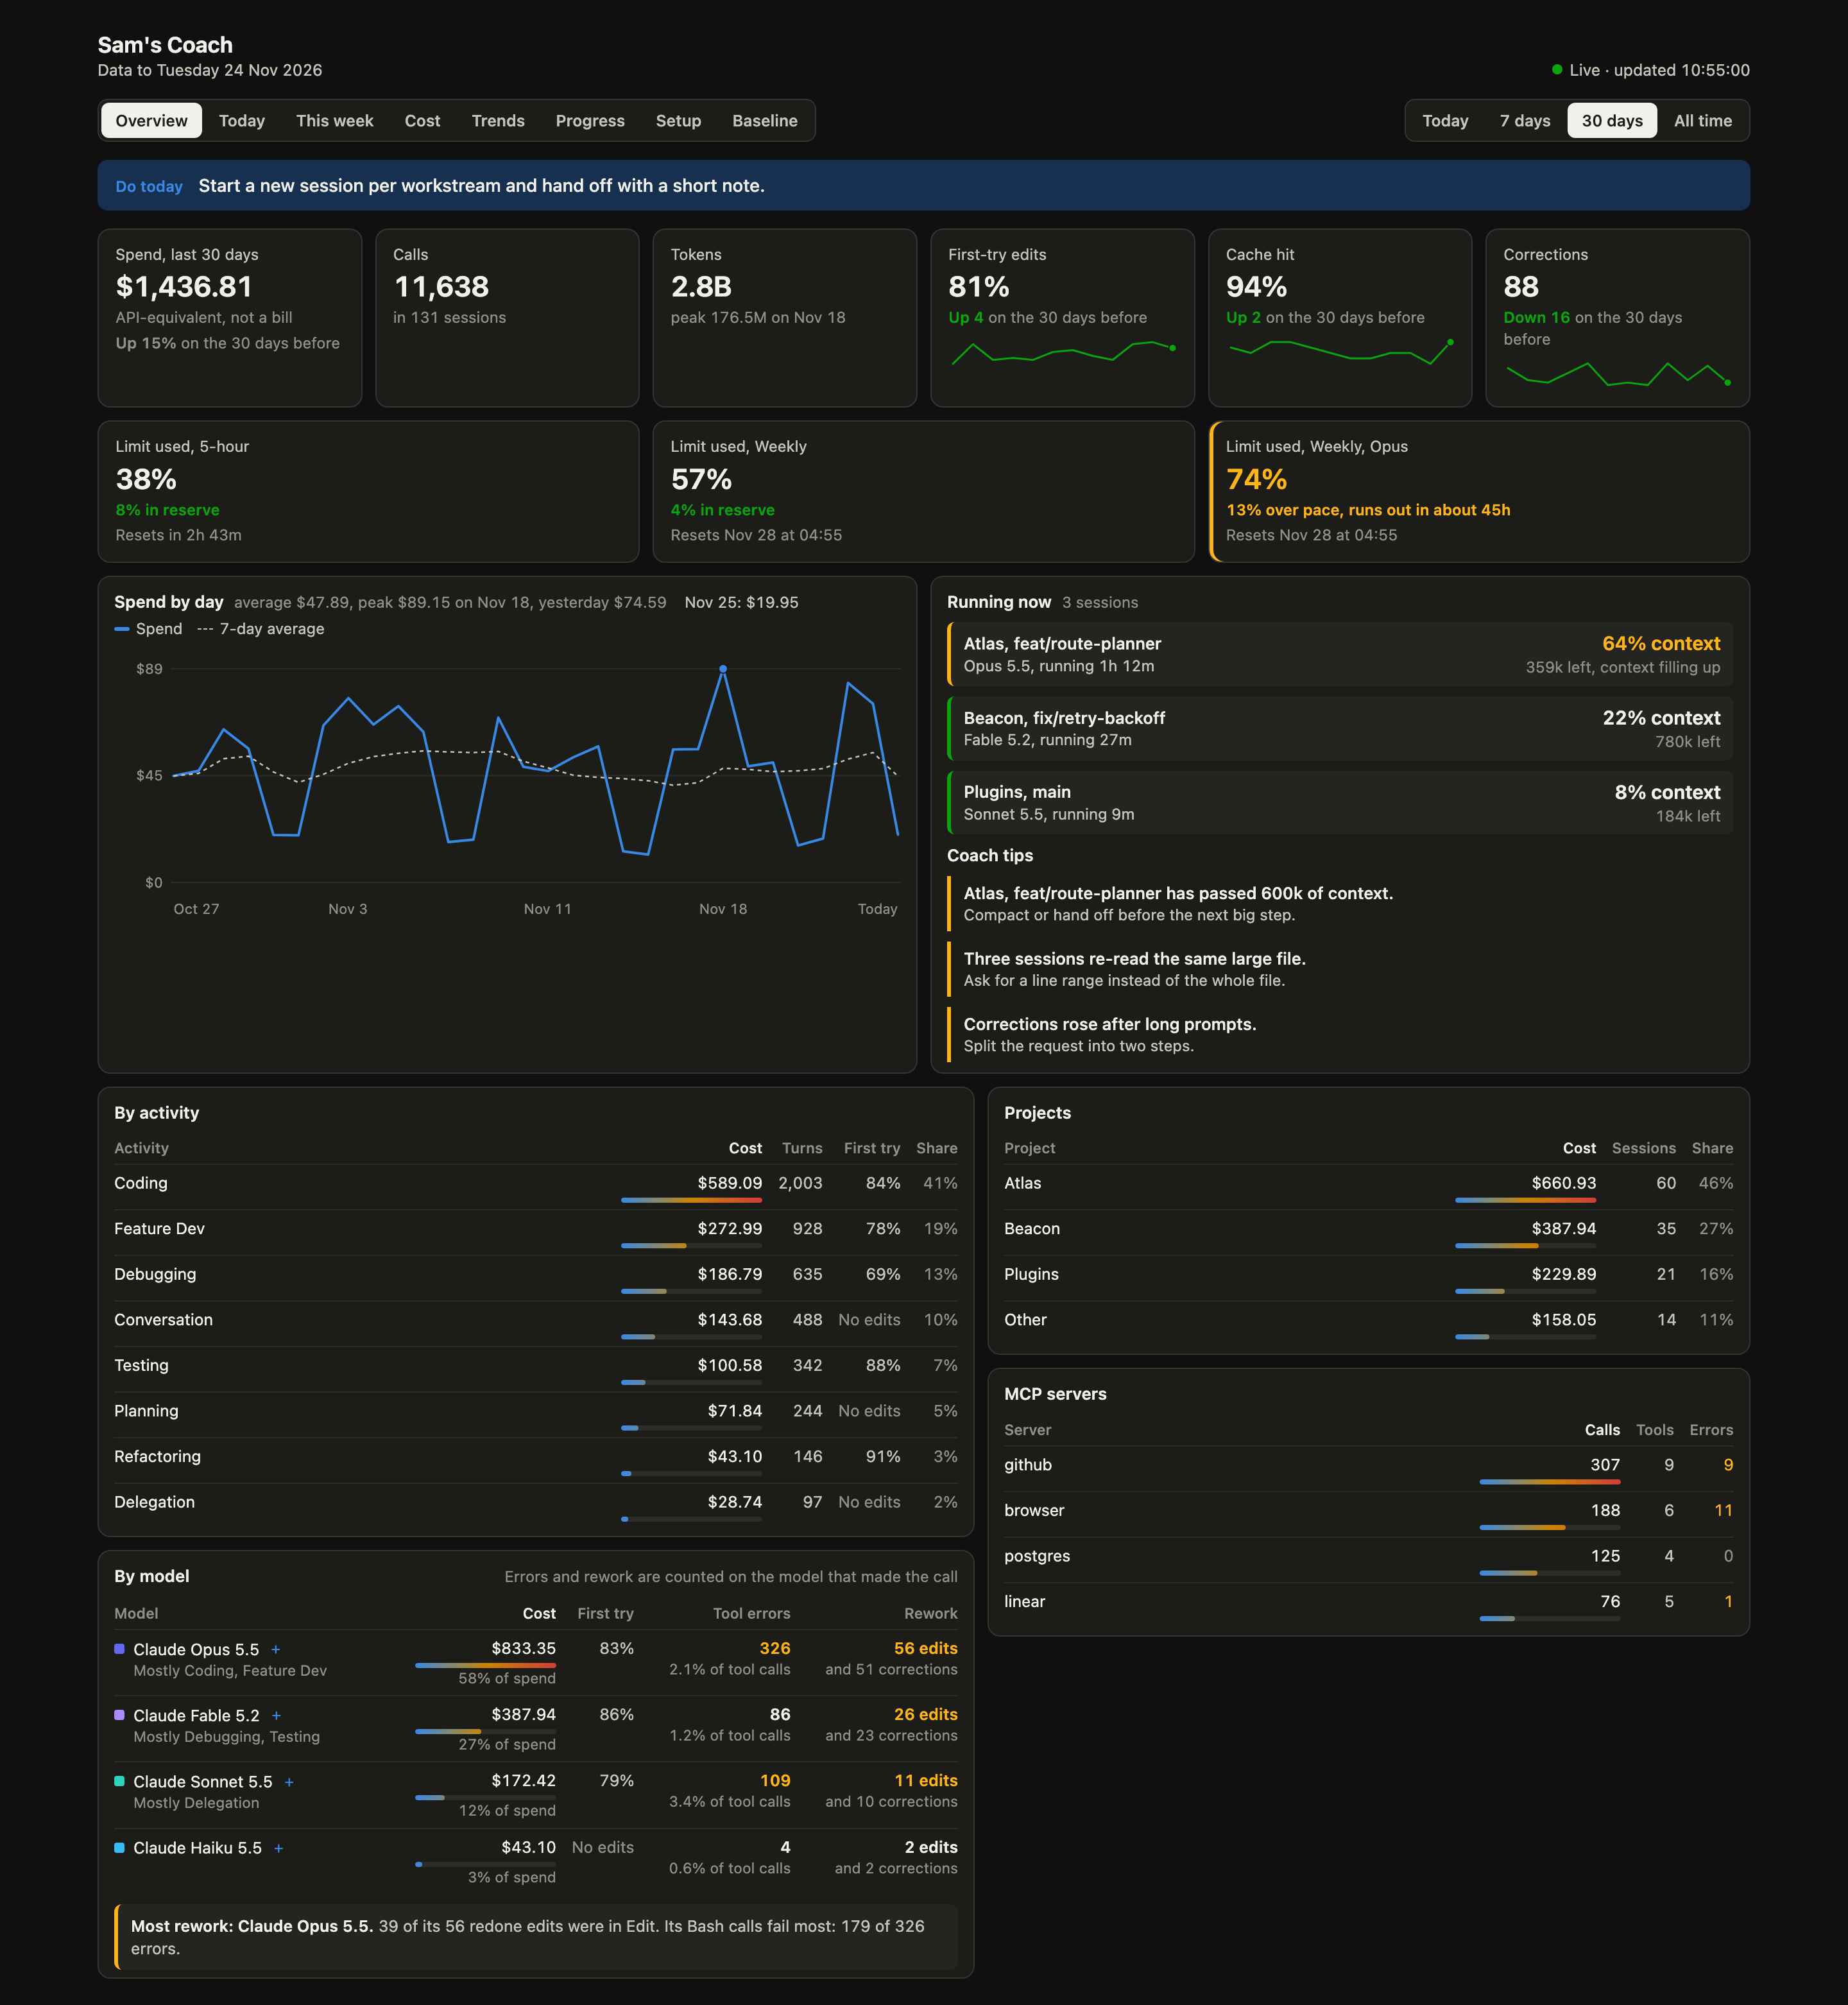 Sam's Coach
Data to Tuesday 24 Nov 2026
Live · updated 10:55:00
Overview Today This week Cost Trends Progress Setup Baseline
Today 7 days 30 days All time
Do today Start a new session per workstream and hand off with a short note.
Spend, last 30 days
$1,436.81
API-equivalent, not a bill
Up 15% on the 30 days before
Calls
11,638
in 131 sessions
Tokens
2.8B
peak 176.5M on Nov 18
First-try edits
81%
Up 4 on the 30 days before
Cache hit
94%
Up 2 on the 30 days before
Corrections
88
Down 16 on the 30 days
before
Limit used, 5-hour
38%
8% in reserve
Resets in 2h 43m
Limit used, Weekly
57%
4% in reserve
Resets Nov 28 at 04:55
Limit used, Weekly, Opus
74%
13% over pace, runs out in about 45h
Resets Nov 28 at 04:55
Spend by day average $47.89, peak $89.15 on Nov 18, yesterday $74.59 Nov 25: $19.95
Spend 7-day average
$89
$45
$0
Oct 27 Nov 3 Nov 11 Nov 18 Today
Running now 3 sessions
Atlas, feat/route-planner 64% context
Opus 5.5, running 1h 12m 359k left, context filling up
Beacon, fix/retry-backoff 22% context
Fable 5.2, running 27m 780k left
Plugins, main 8% context
Sonnet 5.5, running 9m 184k left
Coach tips
Atlas, feat/route-planner has passed 600k of context.
Compact or hand off before the next big step.
Three sessions re-read the same large file.
Ask for a line range instead of the whole file.
Corrections rose after long prompts.
Split the request into two steps.
By activity
Activity Cost Turns First try Share
Coding $589.09 2,003 84% 41%
Feature Dev $272.99 928 78% 19%
Debugging $186.79 635 69% 13%
Conversation $143.68 488 No edits 10%
Testing $100.58 342 88% 7%
Planning $71.84 244 No edits 5%
Refactoring $43.10 146 91% 3%
Delegation $28.74 97 No edits 2%
Projects
Project Cost Sessions Share
Atlas $660.93 60 46%
Beacon $387.94 35 27%
Plugins $229.89 21 16%
Other $158.05 14 11%
MCP servers
Server Calls Tools Errors
github 307 9 9
browser 188 6 11
postgres 125 4 0
linear 76 5 1
By model Errors and rework are counted on the model that made the call
Model Cost First try Tool errors Rework
Claude Opus 5.5 + $833.35 83% 326 56 edits
Mostly Coding, Feature Dev 58% of spend 2.1% of tool calls and 51 corrections
Claude Fable 5.2 + $387.94 86% 86 26 edits
Mostly Debugging, Testing 27% of spend 1.2% of tool calls and 23 corrections
Claude Sonnet 5.5 + $172.42 79% 109 11 edits
Mostly Delegation 12% of spend 3.4% of tool calls and 10 corrections
Claude Haiku 5.5 + $43.10 No edits 4 2 edits
3% of spend 0.6% of tool calls and 2 corrections
Most rework: Claude Opus 5.5. 39 of its 56 redone edits were in Edit. Its Bash calls fail most: 179 of 326
errors.